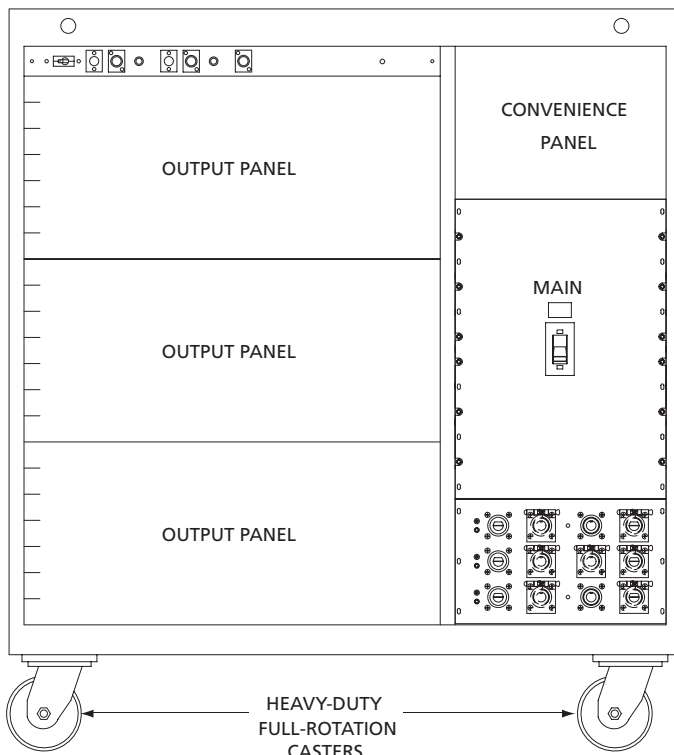 CONVENIENCE
PANEL
OUTPUT PANEL
MAIN
OUTPUT PANEL
OUTPUT PANEL
HEAVY-DUTY
FULL-ROTATION
CASTERS